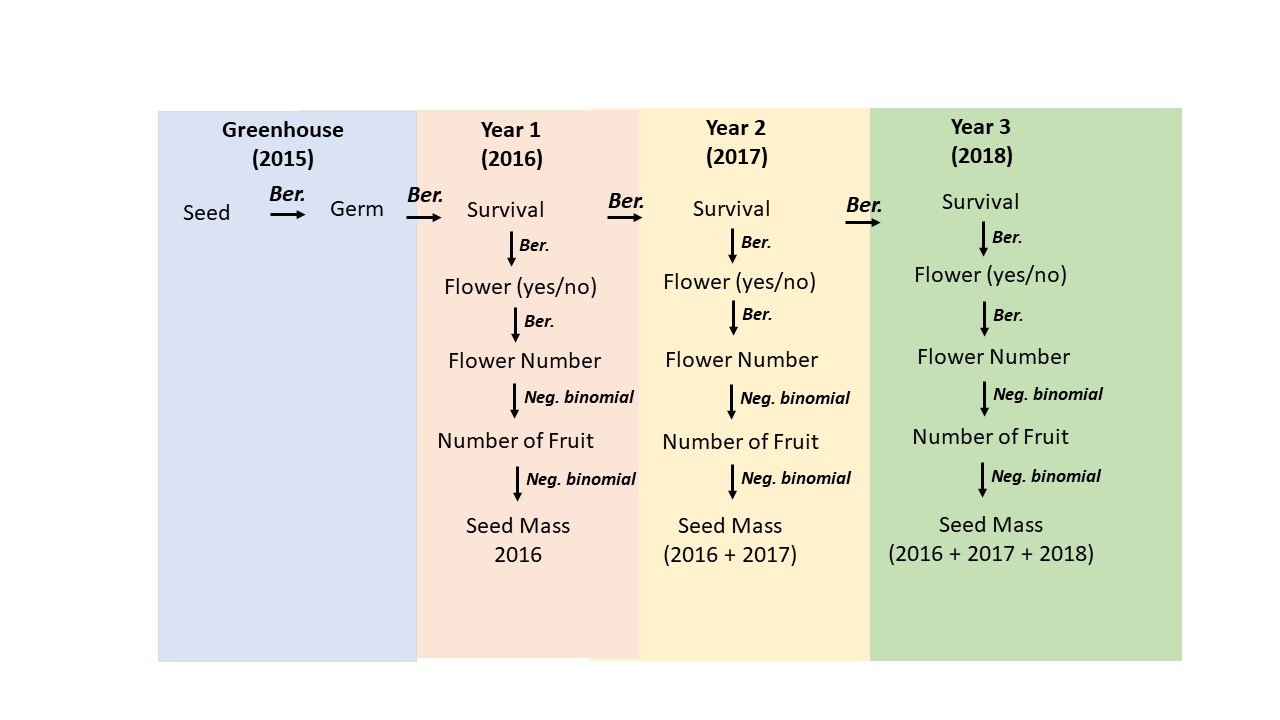 Greenhouse
(2015)
Seed
Ber.
Germ
Ber.
Year 1
(2016)
Survival
Ber.
Flower (yes/no)
Ber.
Flower Number
Neg. binomial
Number of Fruit
Neg. binomial
Seed Mass
2016
Ber.
Year 2
(2017)
Survival
Ber.
Flower (yes/no)
Ber.
Flower Number
Neg. binomial
Number of Fruit
Neg. binomial
Seed Mass
(2016 + 2017)
Ber.
Year 3
(2018)
Survival
Ber.
Flower (yes/no)
Ber.
Flower Number
Neg. binomial
Number of Fruit
Neg. binomial
Seed Mass
(2016 + 2017 + 2018)